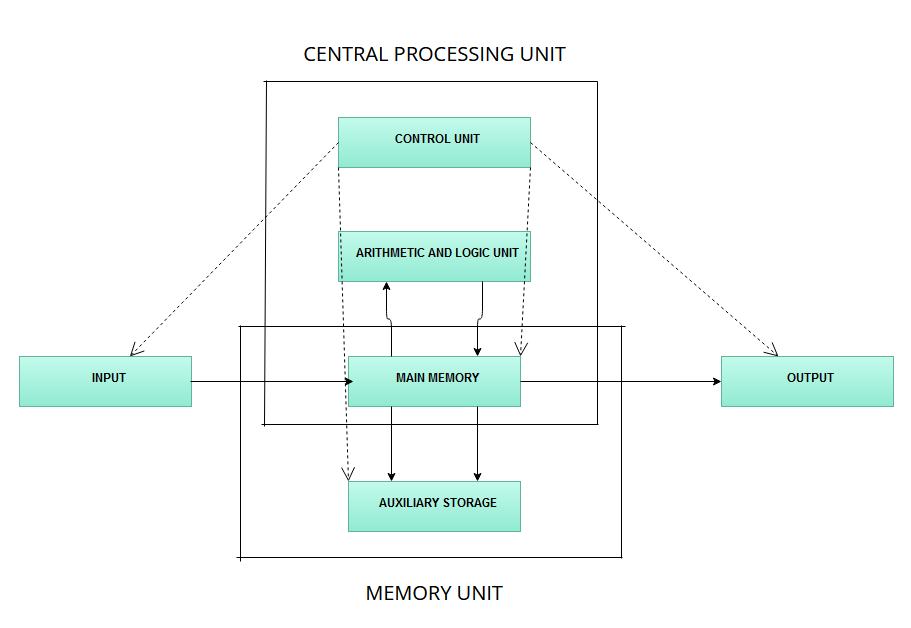 CENTRAL PROCESSING UNIT
CONTROL UNIT
ARITHMETIC AND LOGIC UNIT
INPUT
MAIN MEMORY
OUTPUT
AUXILIARY STORAGE
MEMORY UNIT